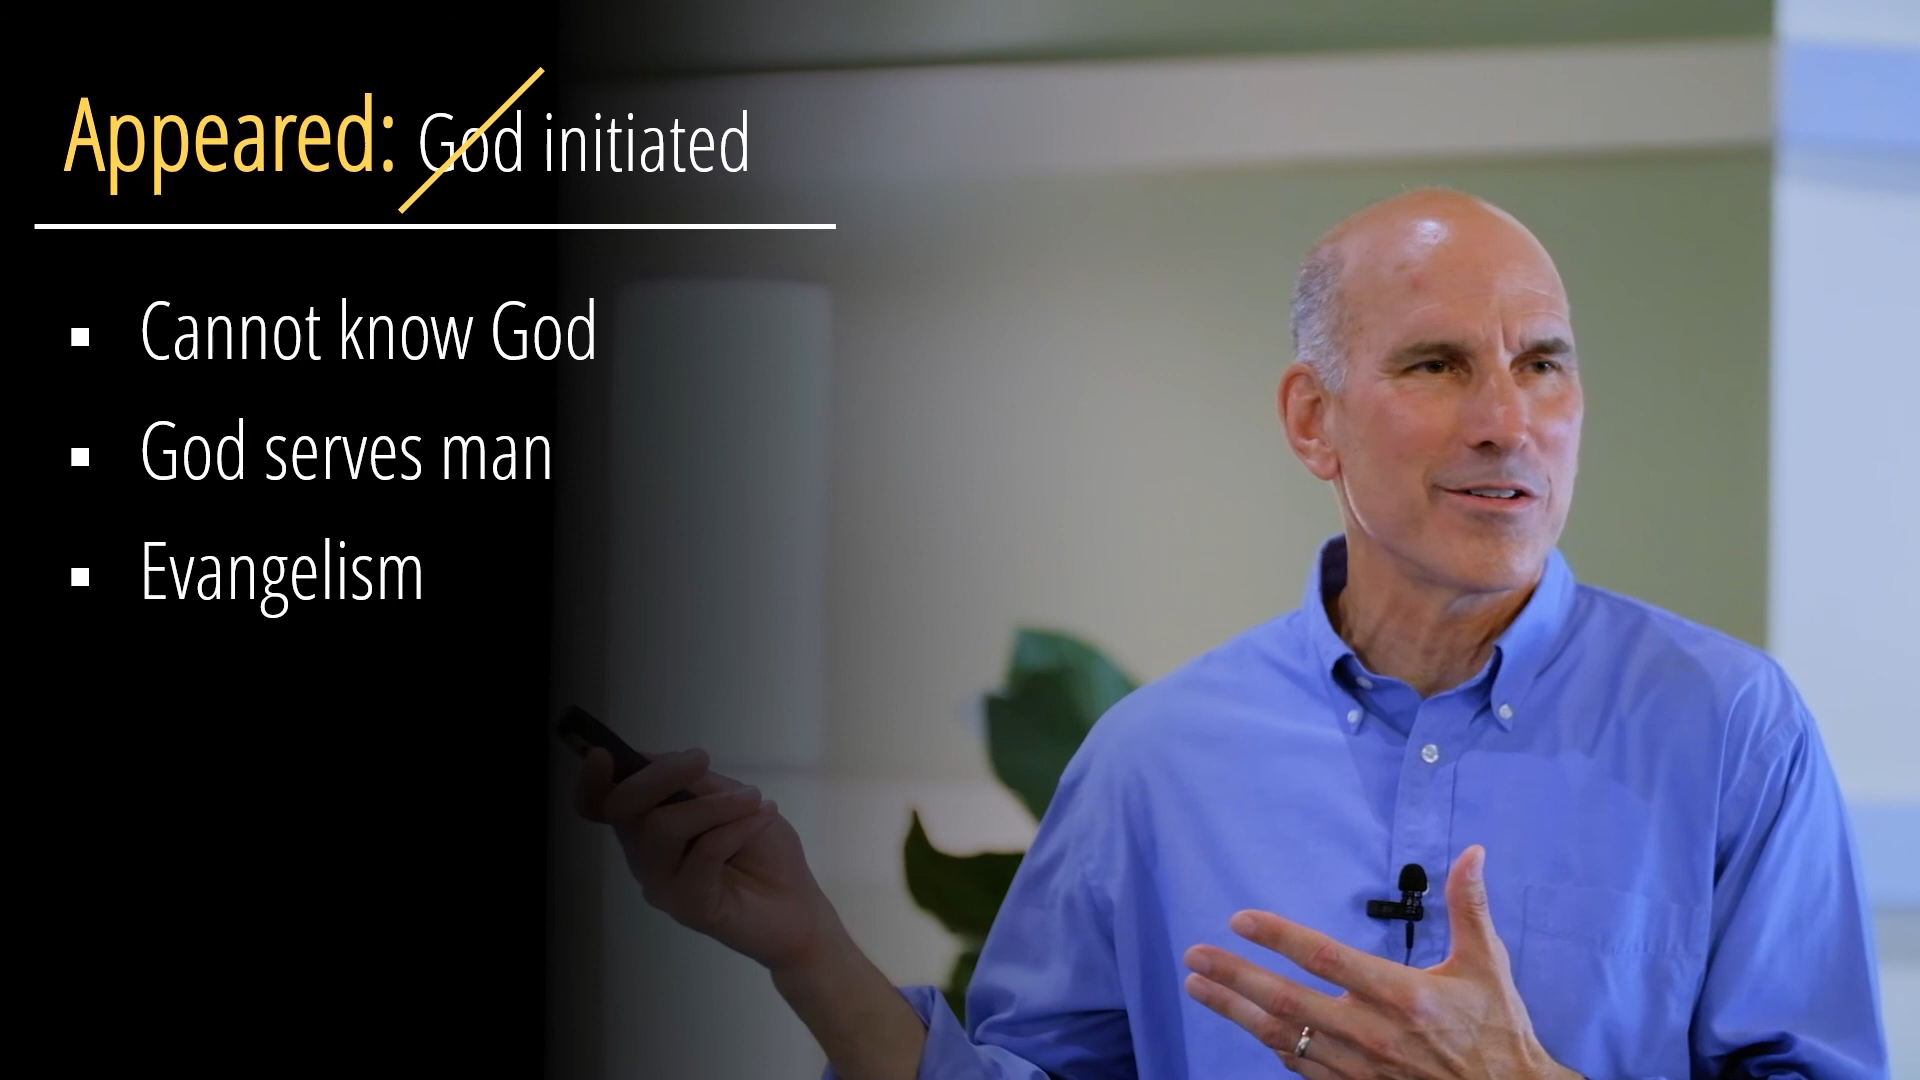 Appeared: God initiated
Cannot know God
God serves man
Evangelism